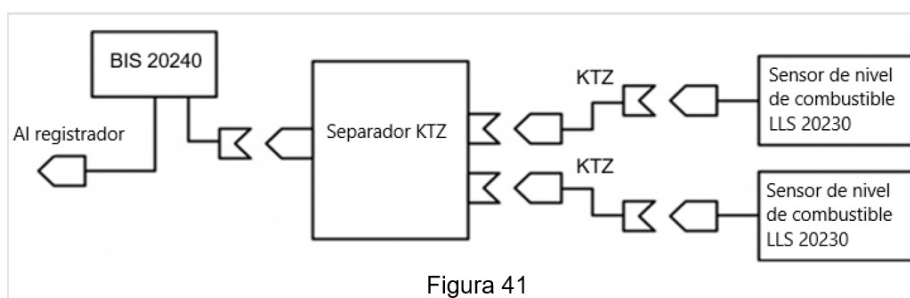 BIS 20240
Al registrador
Separador KTZ
KTZ
KTZ
Sensor de nivel
de combustible
LLS 20230
Sensor de nivel
de combustible
LLS 20230
Figura 41